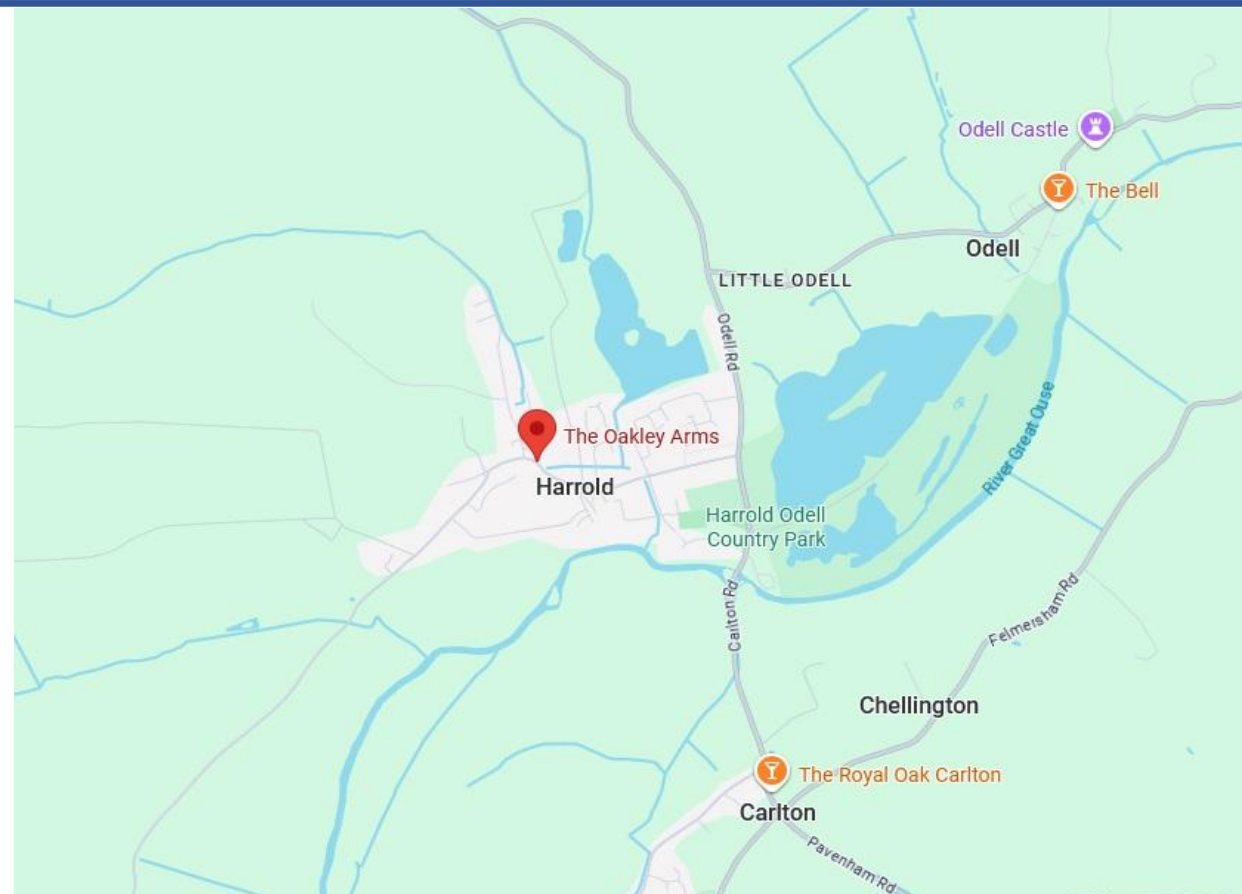 Odell Castle
The Bell
Odell
LITTLE ODELL
Odell Rd
The Oakley Arms
River Great Ouse
Harrold
Harrold Odell
Country Park
Carlton Rd
Felmersham Rd
Chellington
The Royal Oak Carlton
Carlton
Pavenham Rd